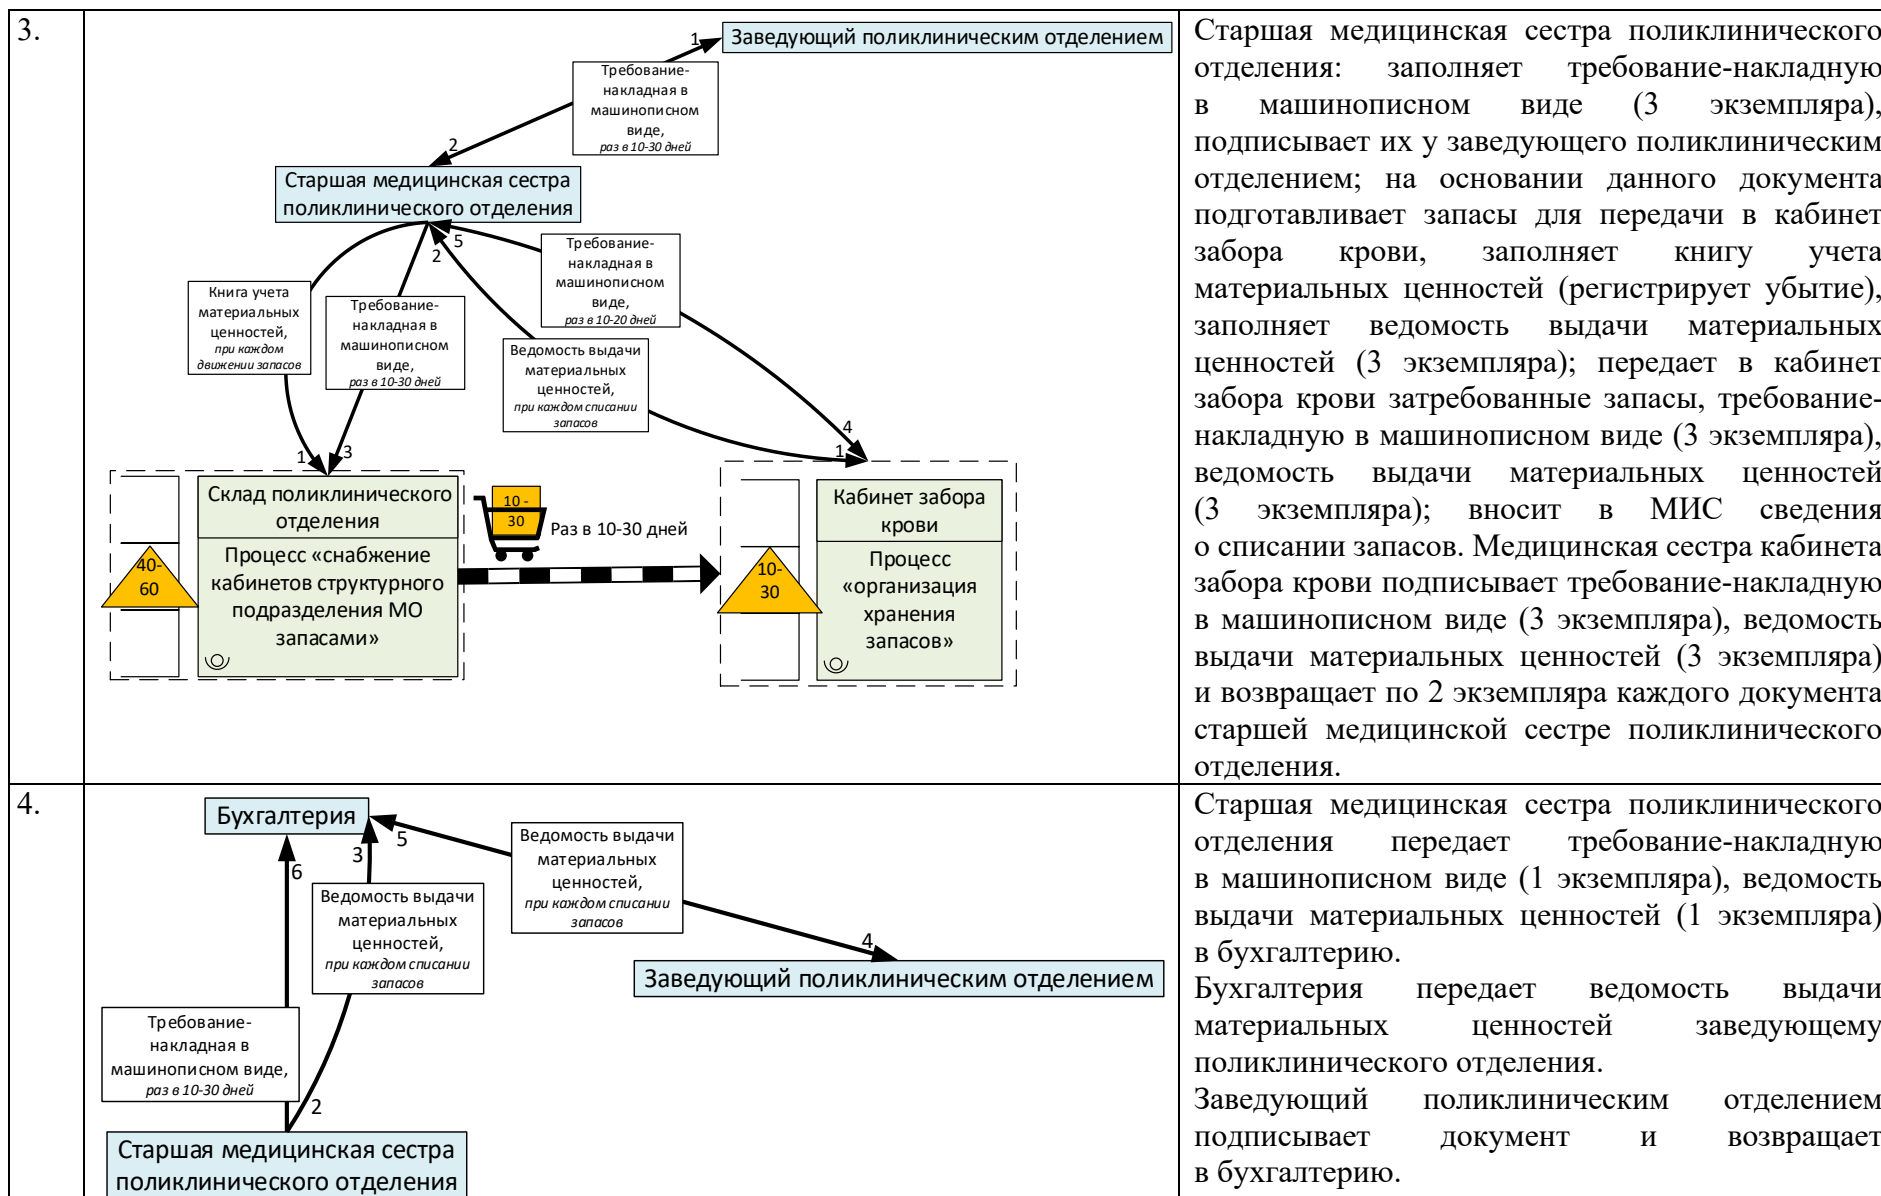 3.
1
Заведующий поликлиническим отделением
Требование-
накладная в
машинописном
виде,
раз в 10-30 дней
2
Старшая медицинская сестра
поликлинического отделения
5
2
Требование-
накладная в
машинописном
виде,
раз в 10-20 дней
Книга учета
материальных
ценностей,
при каждом
движении запасов
Требование-
накладная в
машинописном
виде,
раз в 10-30 дней
Ведомость выдачи
материальных
ценностей,
при каждом списании
запасов
1
3
4
1
Склад поликлинического
отделения
Процесс «снабжение
кабинетов структурного
подразделения МО
запасами»
40-
60
10 -
30
Раз в 10-30 дней
10-
30
Кабинет забора
крови
Процесс
«организация
хранения
запасов»
Старшая медицинская сестра поликлинического
отделения: заполняет требование-накладную
в машинописном виде (3 экземпляра),
подписывает их у заведующего поликлиническим
отделением; на основании данного документа
подготавливает запасы для передачи в кабинет
забора крови, заполняет книгу учета
материальных ценностей (регистрирует убытие),
заполняет ведомость выдачи материальных
ценностей (3 экземпляра); передает в кабинет
забора крови затребованные запасы, требование-
накладную в машинописном виде (3 экземпляра),
ведомость выдачи материальных ценностей
(3 экземпляра); вносит в МИС сведения
о списании запасов. Медицинская сестра кабинета
забора крови подписывает требование-накладную
в машинописном виде (3 экземпляра), ведомость
выдачи материальных ценностей (3 экземпляра)
и возвращает по 2 экземпляра каждого документа
старшей медицинской сестре поликлинического
отделения.
4.
Бухгалтерия
6
3
5
Ведомость выдачи
материальных
ценностей,
при каждом списании
запасов
Ведомость выдачи
материальных
ценностей,
при каждом списании
запасов
4
Заведующий поликлиническим отделением
Требование-
накладная в
машинописном виде,
раз в 10-30 дней
2
Старшая медицинская сестра
поликлинического отделения
Старшая медицинская сестра поликлинического
отделения передает требование-накладную
в машинописном виде (1 экземпляра), ведомость
выдачи материальных ценностей (1 экземпляра)
в бухгалтерию.
Бухгалтерия передает ведомость выдачи
материальных ценностей заведующему
поликлинического отделения.
Заведующий поликлиническим отделением
подписывает документ и возвращает
в бухгалтерию.